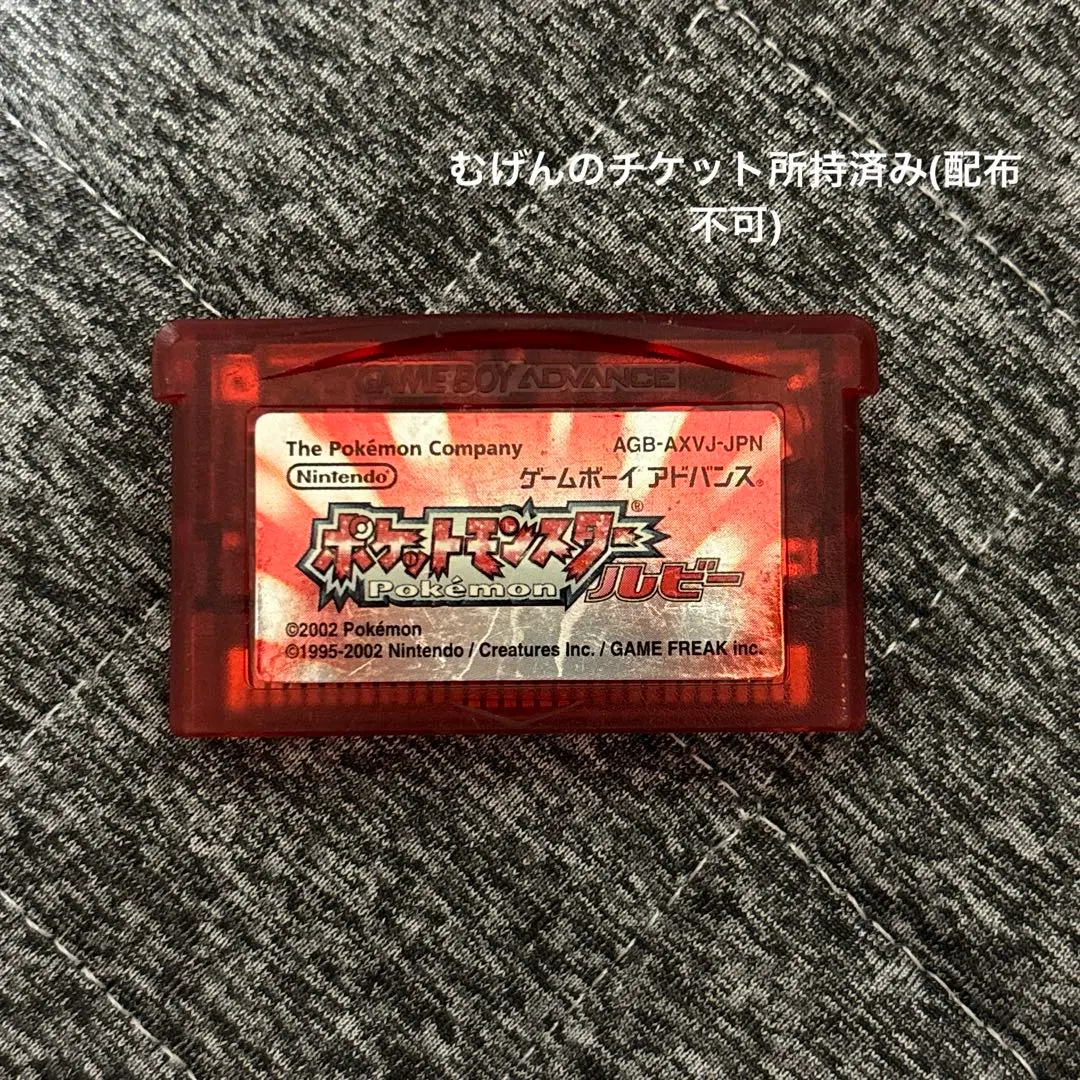 むげんのチケット所持済み(配布
不可)
GAME BOY ADVANCE
The Pokémon Company
AGB-AXVJ-JPN
Nintendo®
ゲームボーイ アドバンス®
ポケットモンスター®
Pokémon
ルビー
©2002 Pokémon
©1995-2002 Nintendo / Creatures Inc. / GAME FREAK inc.